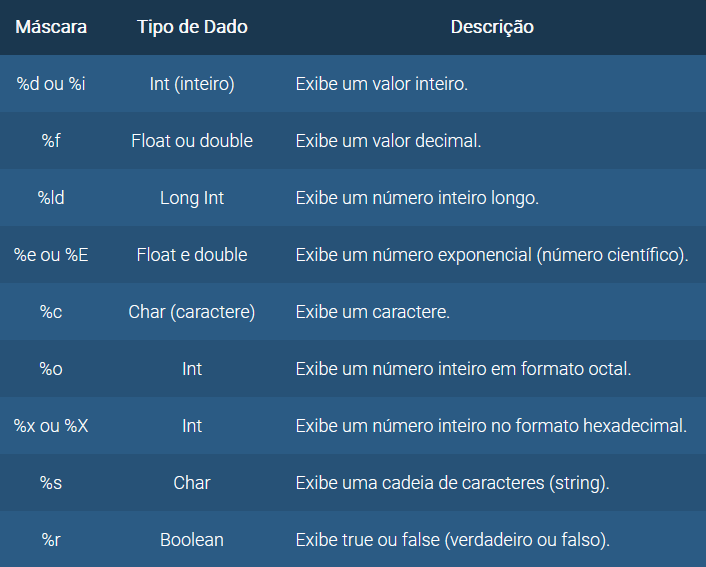 Máscara Tipo de Dado Descrição
%d ou %i Int (inteiro) Exibe um valor inteiro.
%f Float ou double Exibe um valor decimal.
%ld Long Int Exibe um número inteiro longo.
%e ou %E Float e double Exibe um número exponencial (número científico).
%c Char (caractere) Exibe um caractere.
%o Int Exibe um número inteiro em formato octal.
%x ou %X Int Exibe um número inteiro no formato hexadecimal.
%s Char Exibe uma cadeia de caracteres (string).
%r Boolean Exibe true ou false (verdadeiro ou falso).